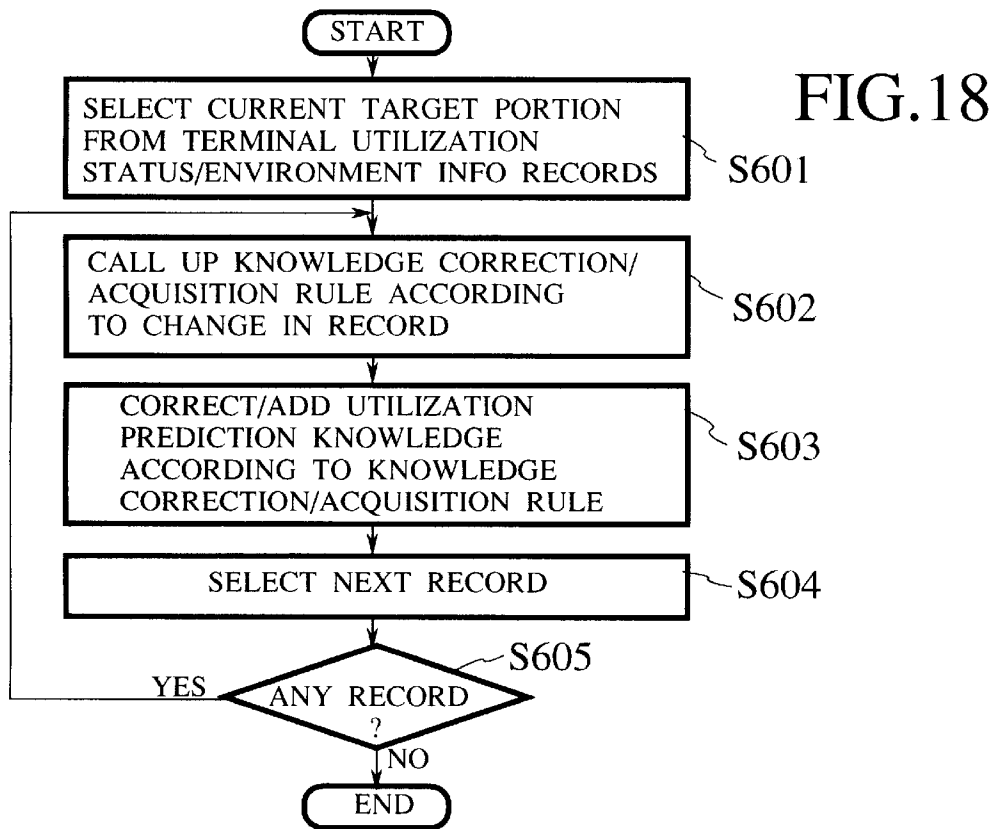 START
FIG.18
SELECT CURRENT TARGET PORTION
FROM TERMINAL UTILIZATION
STATUS/ENVIRONMENT INFO RECORDS
S601
CALL UP KNOWLEDGE CORRECTION/
ACQUISITION RULE ACCORDING
TO CHANGE IN RECORD
S602
CORRECT/ADD UTILIZATION
PREDICTION KNOWLEDGE
ACCORDING TO KNOWLEDGE
CORRECTION/ACQUISITION RULE
S603
SELECT NEXT RECORD
S604
S605
YES
ANY RECORD
?
NO
END